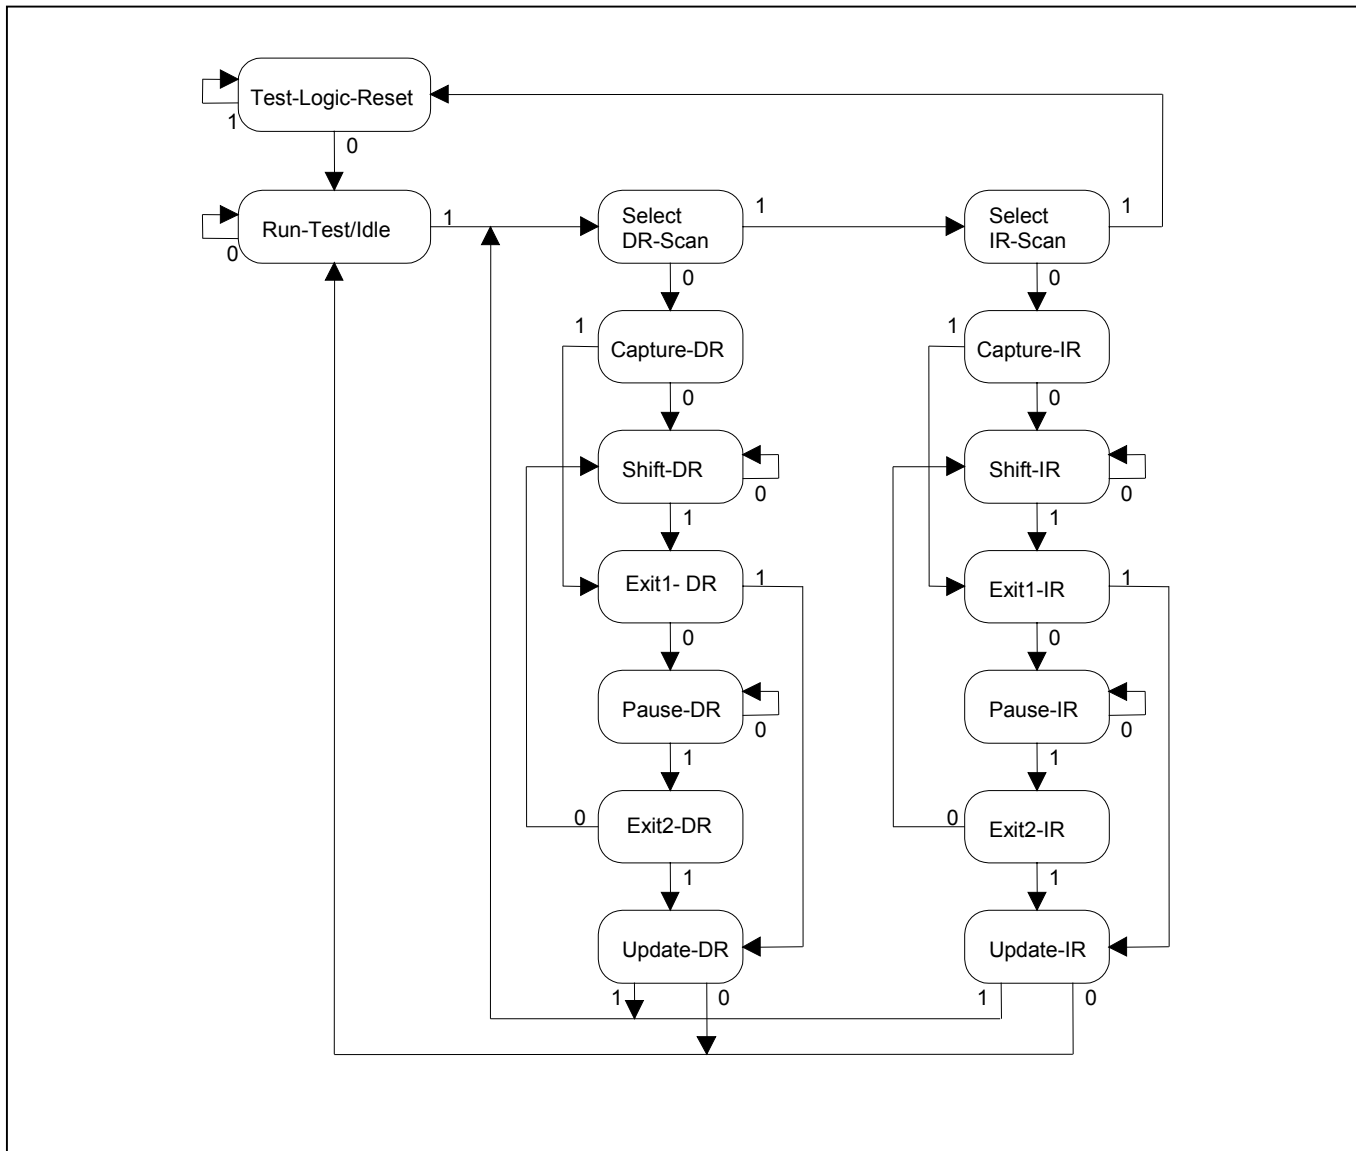 Test-Logic-Reset
1
0
Run-Test/Idle
0
1
Select
DR-Scan
1
0
Select
IR-Scan
1
0
1
Capture-DR
0
1
Capture-IR
0
Shift-DR
0
1
Shift-IR
0
1
Exit1- DR
1
0
Exit1-IR
1
0
Pause-DR
0
1
Pause-IR
0
1
0
Exit2-DR
1
0
Exit2-IR
1
Update-DR
1
0
Update-IR
1
0